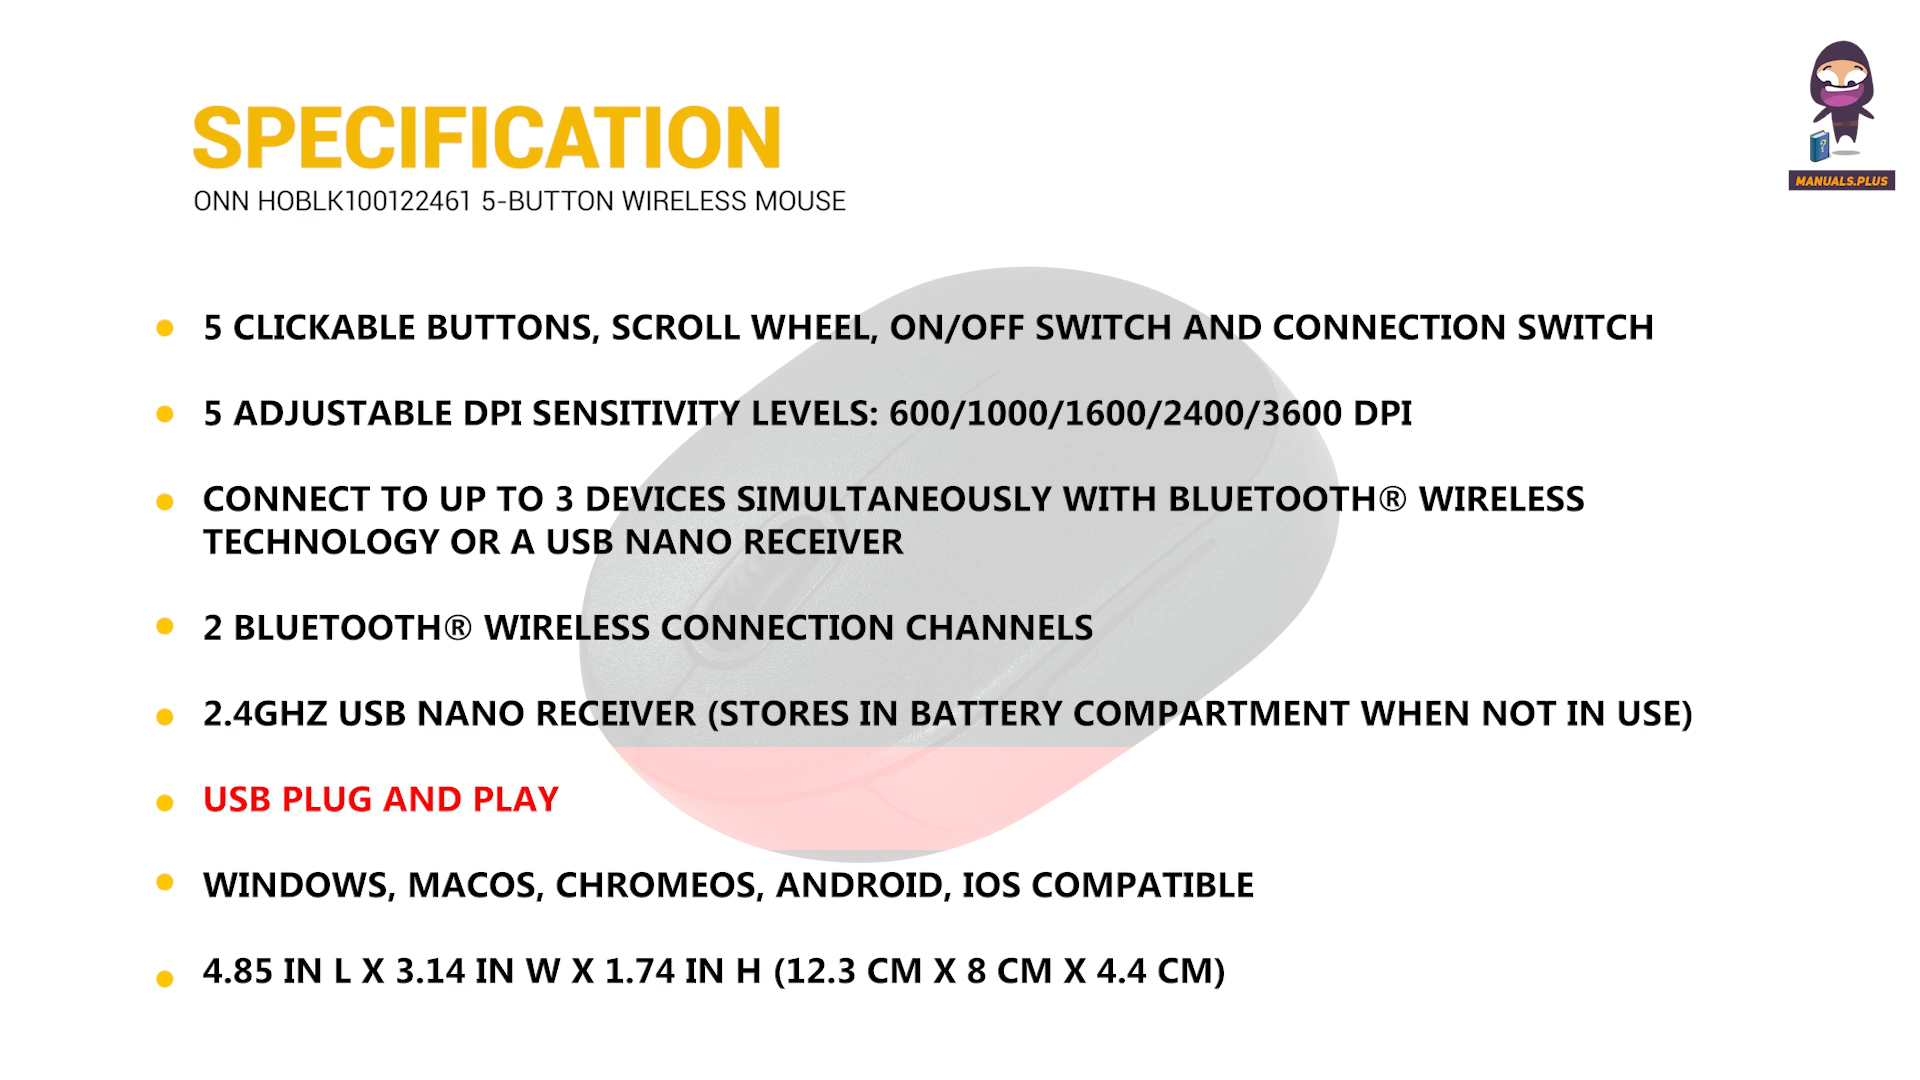 SPECIFICATION
ONN HOBLK100122461 5-BUTTON WIRELESS MOUSE
MANUALS.PLUS
5 CLICKABLE BUTTONS, SCROLL WHEEL, ON/OFF SWITCH AND CONNECTION SWITCH
5 ADJUSTABLE DPI SENSITIVITY LEVELS: 600/1000/1600/2400/3600 DPI
CONNECT TO UP TO 3 DEVICES SIMULTANEOUSLY WITH BLUETOOTH® WIRELESS
TECHNOLOGY OR A USB NANO RECEIVER
2 BLUETOOTH® WIRELESS CONNECTION CHANNELS
2.4GHZ USB NANO RECEIVER (STORES IN BATTERY COMPARTMENT WHEN NOT IN USE)
USB PLUG AND PLAY
WINDOWS, MACOS, CHROMEOS, ANDROID, IOS COMPATIBLE
4.85 IN L X 3.14 IN W X 1.74 IN H (12.3 CM X 8 CM X 4.4 CM)